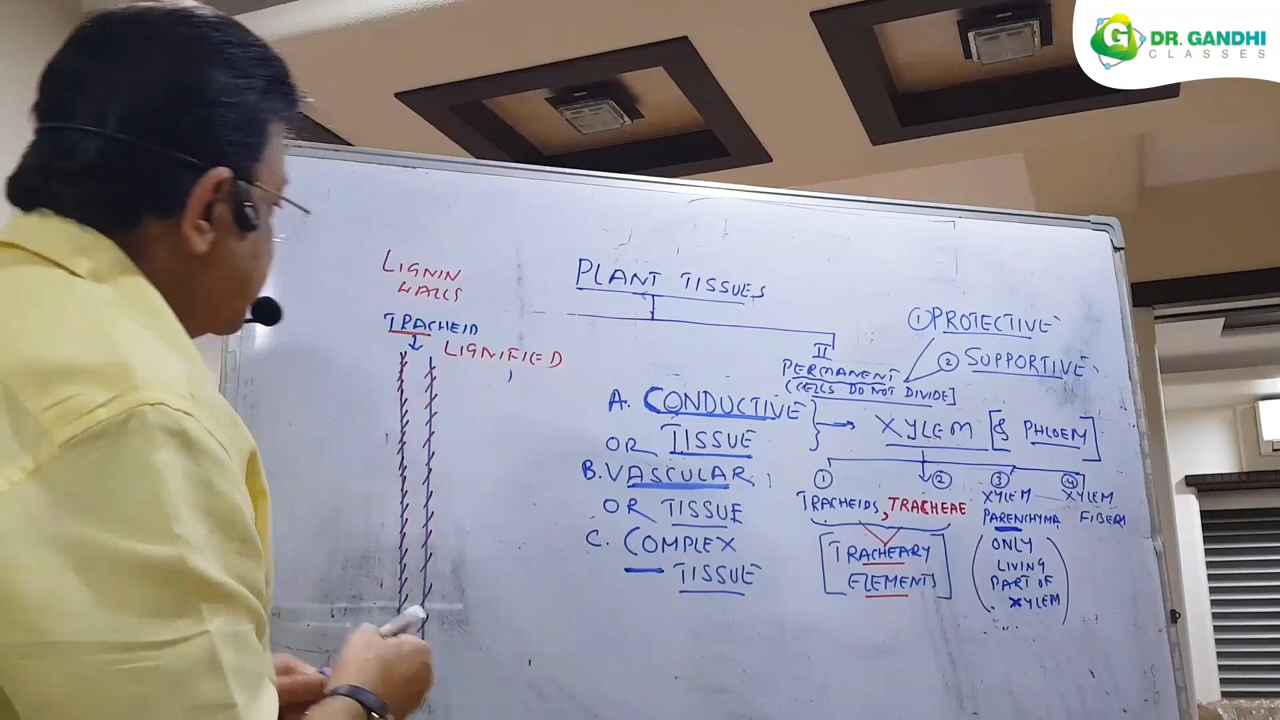 DR. GANDHI
CLASSES
LIGNIN
WALLS
TRACHEID
LIGNIFIED
PLANT TISSUES
II
PERMANENT
[CELLS DO NOT DIVIDE]
① PROTECTIVE
② SUPPORTIVE
A. CONDUCTIVE
OR TISSUE
B. VASCULAR
OR TISSUE
C. COMPLEX
TISSUE
XYLEM [& PHLOEM]
① ② ③ ④
TRACHEIDS, TRACHEAE
[TRACHEARY
ELEMENTS]
XYLEM
PARENCHYMA
(ONLY
LIVING
PART OF
XYLEM)
XYLEM
FIBERS